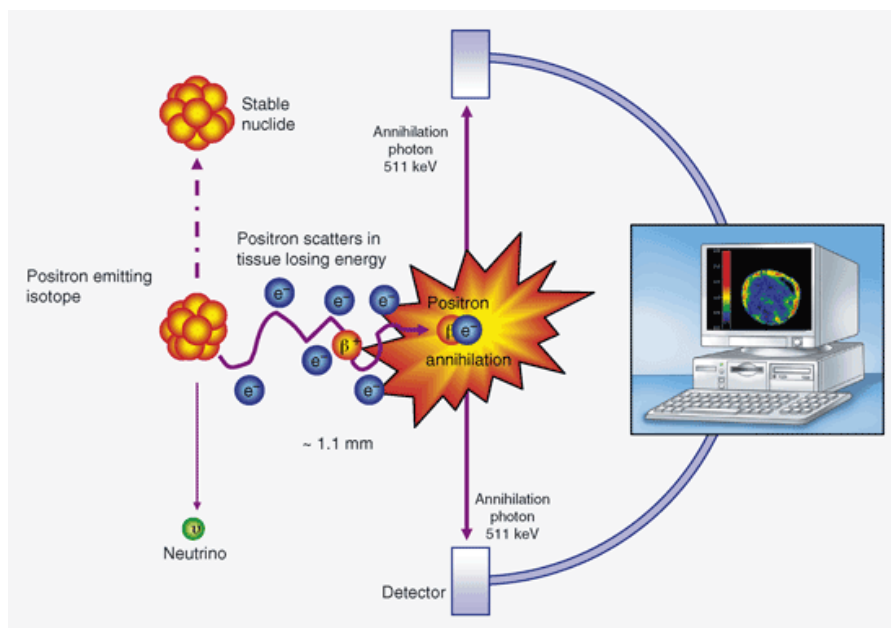 Stable
nuclide
Annihilation
photon
511 keV
Positron scatters in
tissue losing energy
Positron emitting
isotope
e⁻
e⁻
e⁻
Positron
β⁺
β e⁻
annihilation
e⁻
e⁻
e⁻
~ 1.1 mm
Annihilation
photon
511 keV
ν
Neutrino
Detector